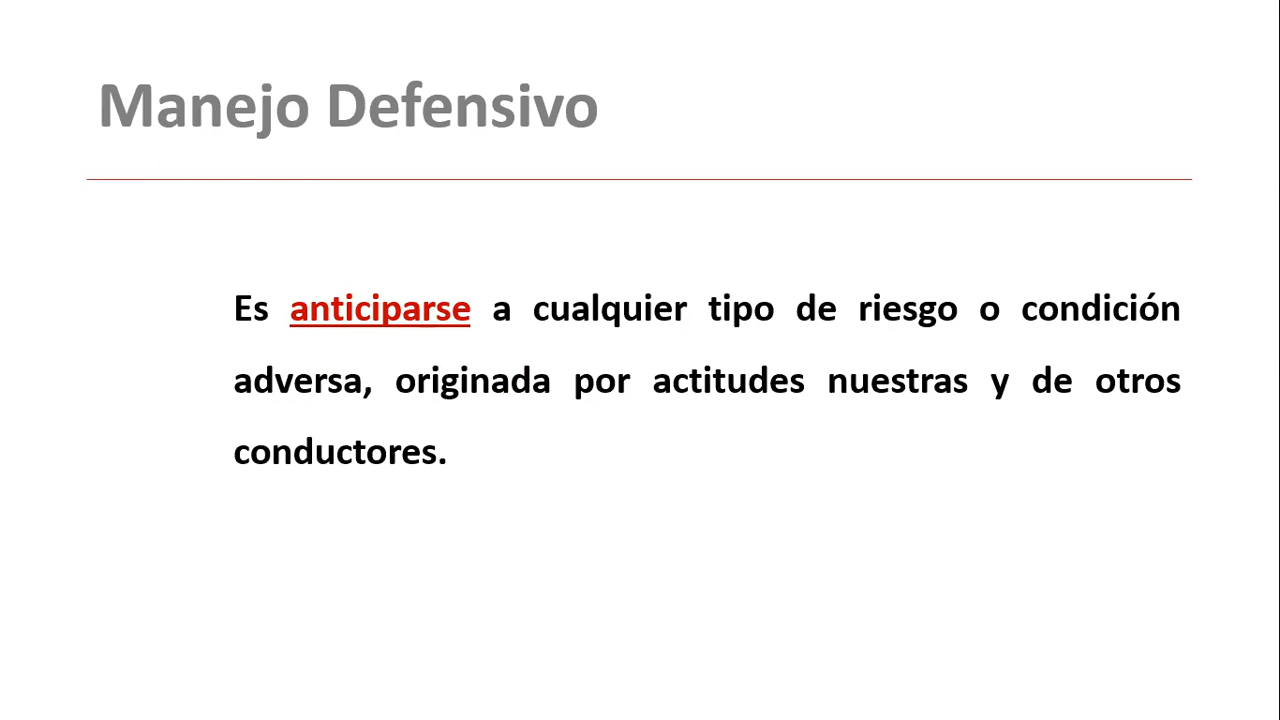 Manejo Defensivo
Es anticiparse a cualquier tipo de riesgo o condición
adversa, originada por actitudes nuestras y de otros
conductores.